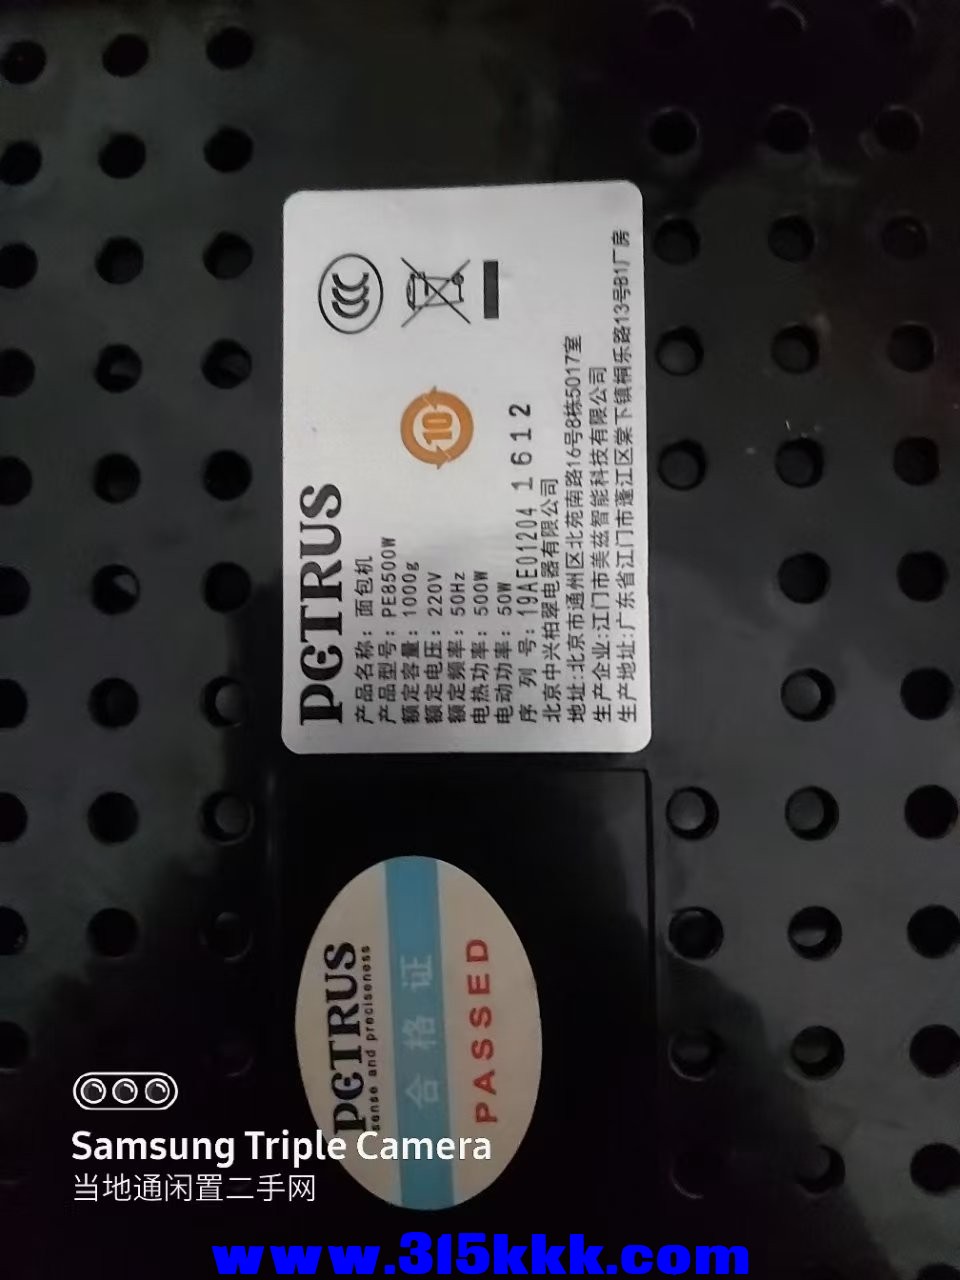 PETRUS
产品名称：面包机
产品型号：PE8500W
额定容量：1000g
额定电压：220V
额定频率：50Hz
电热功率：500W
电动功率：50W
序 列 号：19AE01204 1612
北京中兴柏翠电器有限公司
地址:北京市通州区北苑南路16号8栋5017室
生产企业:江门市美兹智能科技有限公司
生产地址:广东省江门市蓬江区棠下镇桐乐路13号B1厂房
CCC
10
PETRUS
sense and preciseness
合格证
PASSED
Samsung Triple Camera
当地通闲置二手网
www.315kkk.com